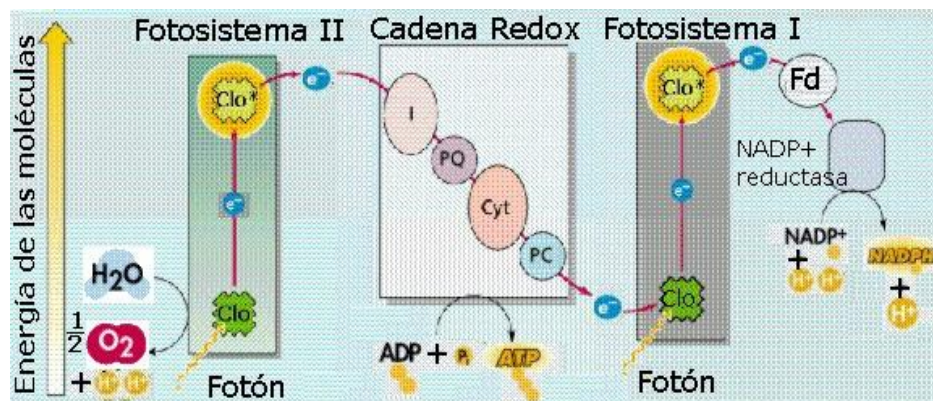 Energía de las moléculas
Fotosistema II
Cadena Redox
Fotosistema I
Clo*
e-
I
PQ
Cyt
PC
e-
Clo*
e-
Fd
NADP+
reductasa
e-
e-
H2O
Clo
1/2 O2
+ H+ H+
Fotón
ADP + Pi ATP
e-
Clo
Fotón
NADP+
+
H+ H+
NADPH
+
H+